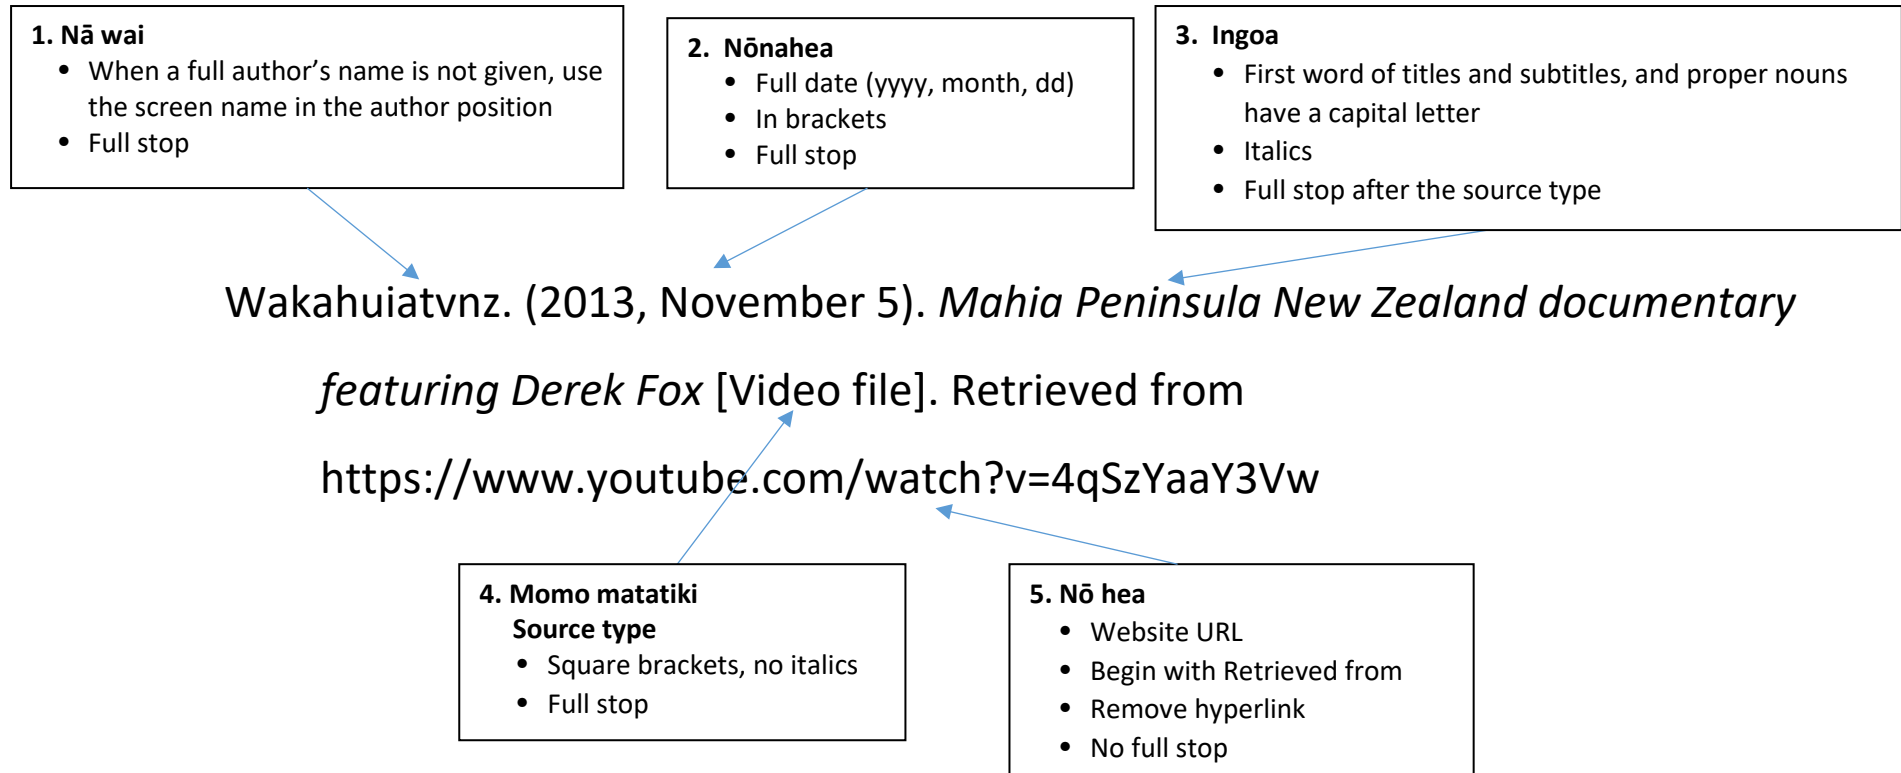 1. Nā wai
• When a full author’s name is not given, use
the screen name in the author position
• Full stop
2. Nōnahea
• Full date (yyyy, month, dd)
• In brackets
• Full stop
3. Ingoa
• First word of titles and subtitles, and proper nouns
have a capital letter
• Italics
• Full stop after the source type
Wakahuiatvnz. (2013, November 5). Mahia Peninsula New Zealand documentary
featuring Derek Fox [Video file]. Retrieved from
https://www.youtube.com/watch?v=4qSzYaaY3Vw
4. Momo matatiki
Source type
• Square brackets, no italics
• Full stop
5. Nō hea
• Website URL
• Begin with Retrieved from
• Remove hyperlink
• No full stop